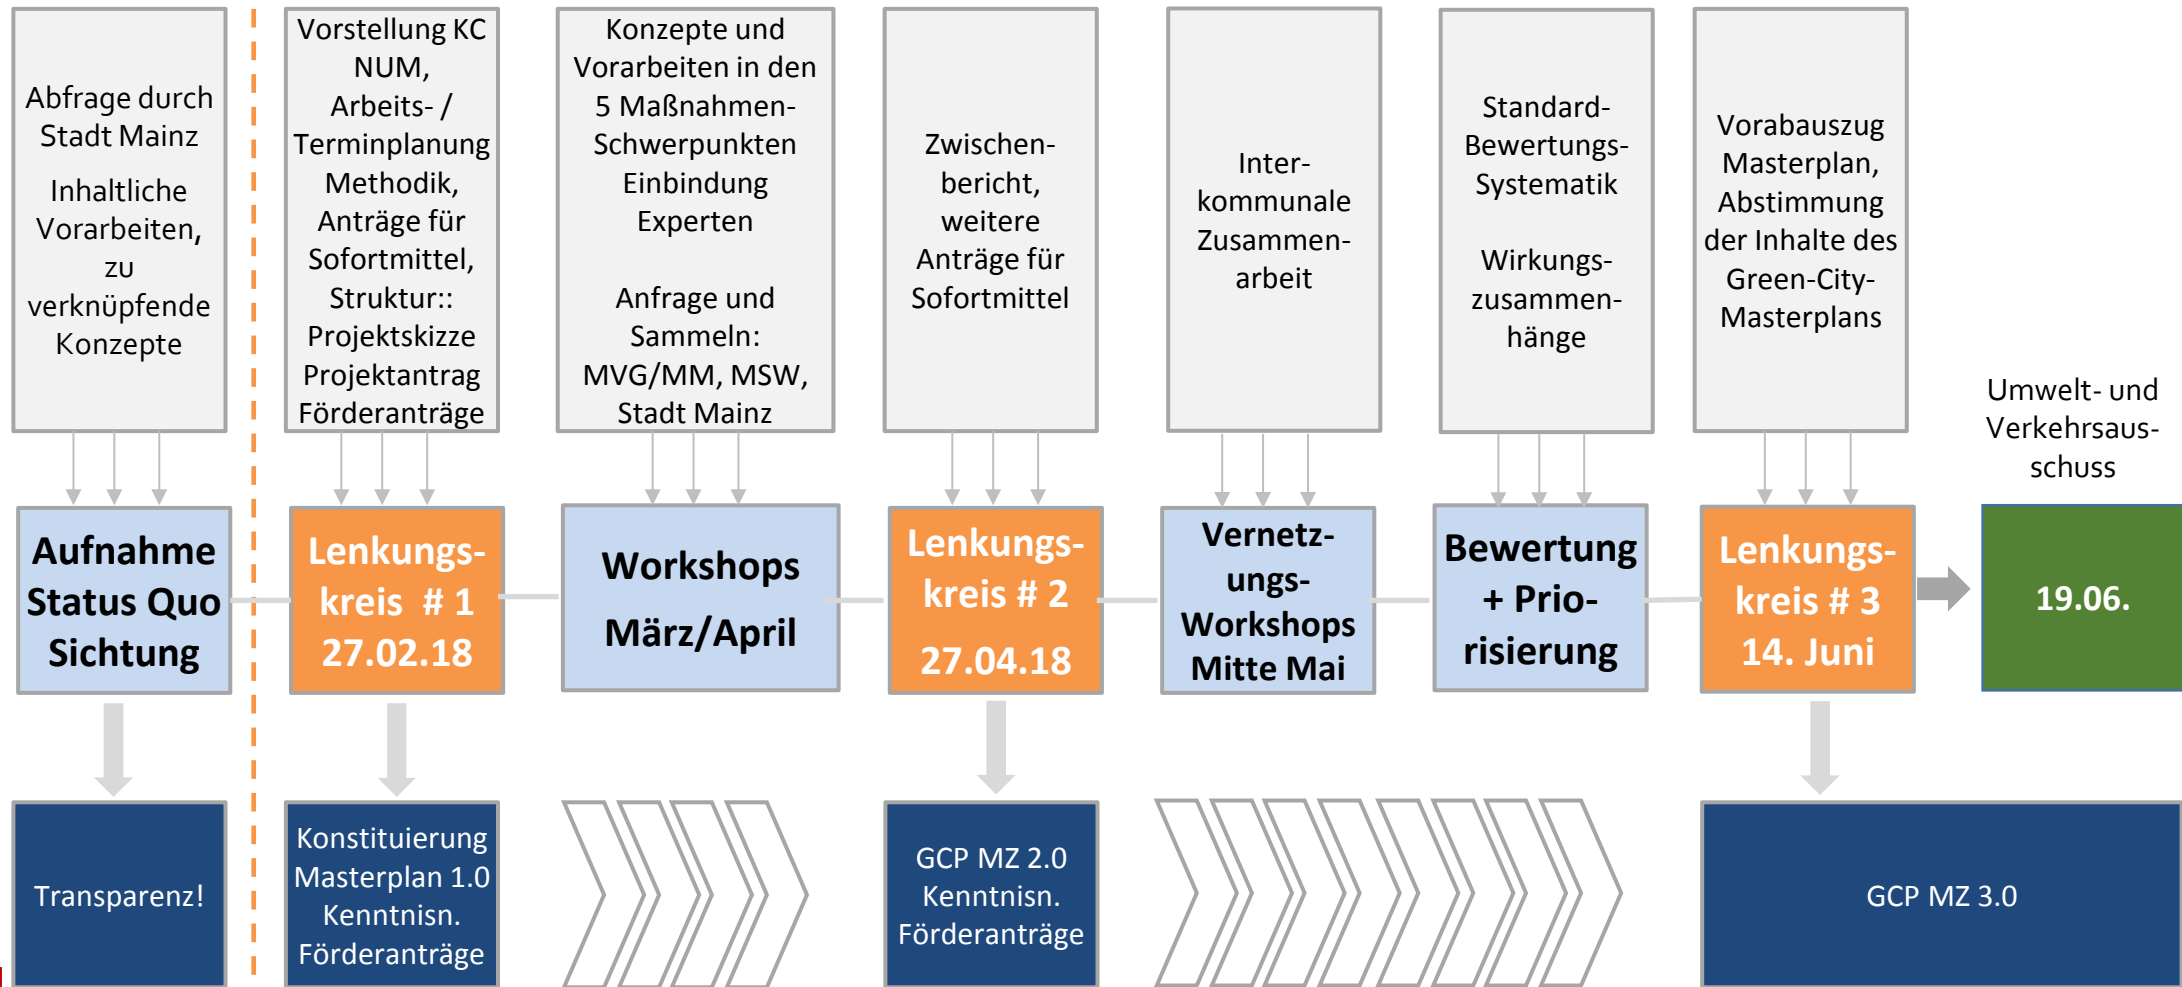 Abfrage durch
Stadt Mainz
Inhaltliche
Vorarbeiten,
zu
verknüpfende
Konzepte
Vorstellung KC
NUM,
Arbeits- /
Terminplanung
Methodik,
Anträge für
Sofortmittel,
Struktur::
Projektskizze
Projektantrag
Förderanträge
Konzepte und
Vorarbeiten in den
5 Maßnahmen-
Schwerpunkten
Einbindung
Experten
Anfrage und
Sammeln:
MVG/MM, MSW,
Stadt Mainz
Zwischen-
bericht,
weitere
Anträge für
Sofortmittel
Inter-
kommunale
Zusammen-
arbeit
Standard-
Bewertungs-
Systematik
Wirkungs-
zusammen-
hänge
Vorabauszug
Masterplan,
Abstimmung
der Inhalte des
Green-City-
Masterplans
Umwelt- und
Verkehrsaus-
schuss
Aufnahme
Status Quo
Sichtung
Lenkungs-
kreis # 1
27.02.18
Workshops
März/April
Lenkungs-
kreis # 2
27.04.18
Vernetz-
ungs-
Workshops
Mitte Mai
Bewertung
+ Prio-
risierung
Lenkungs-
kreis # 3
14. Juni
19.06.
Transparenz!
Konstituierung
Masterplan 1.0
Kenntnisn.
Förderanträge
GCP MZ 2.0
Kenntnisn.
Förderanträge
GCP MZ 3.0